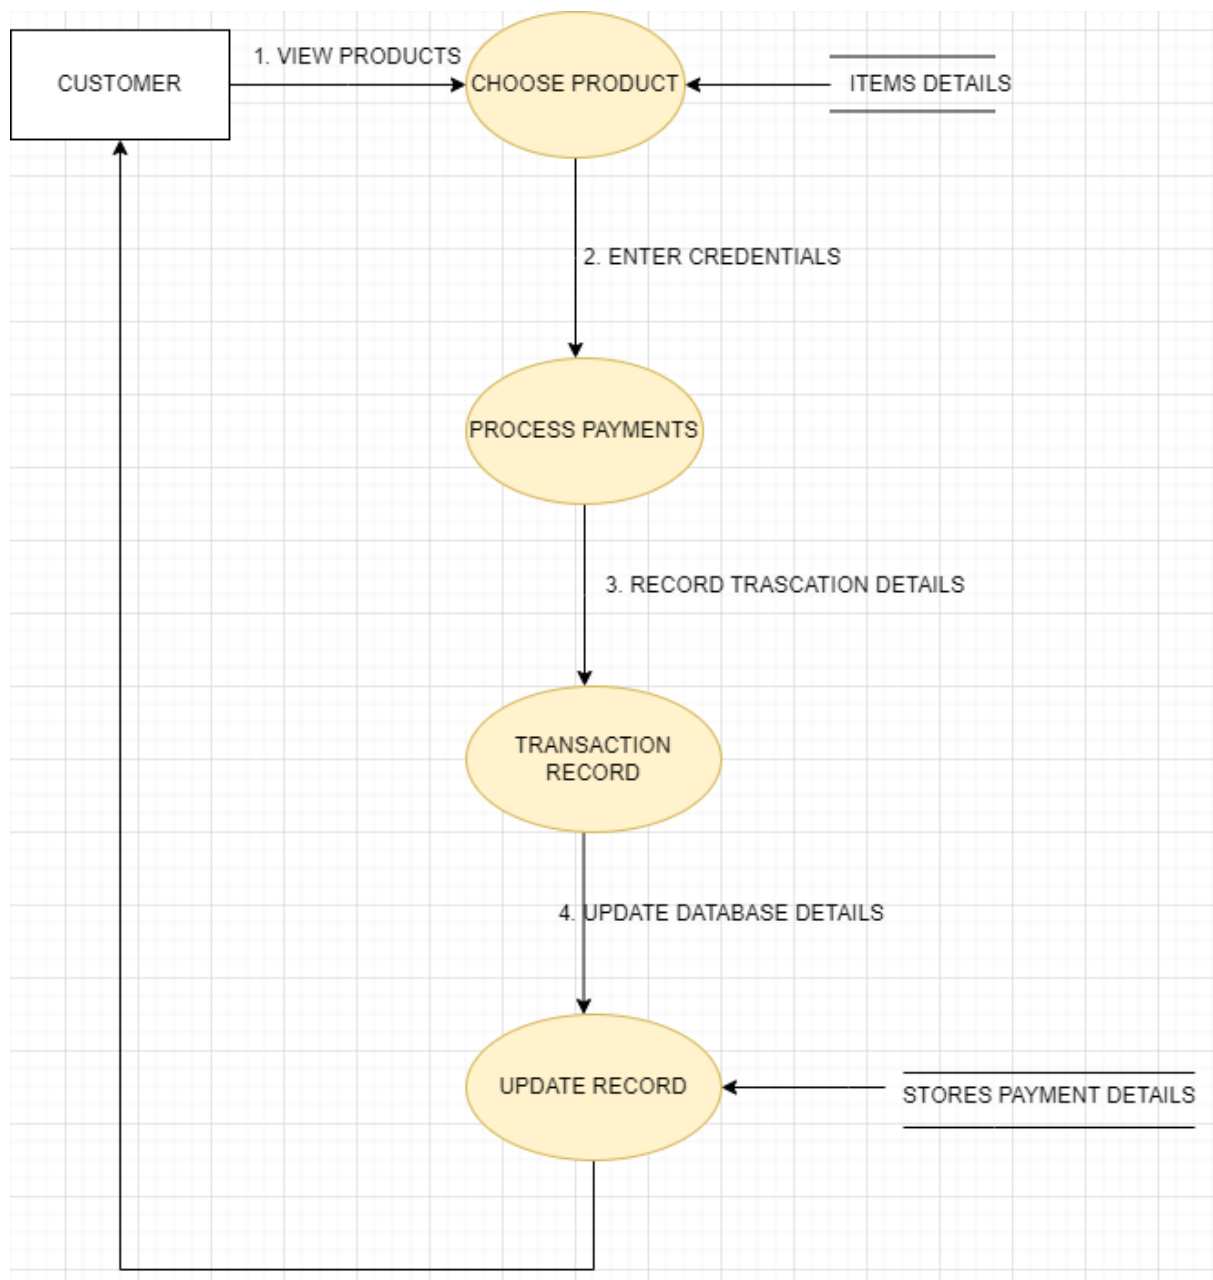 1. VIEW PRODUCTS
CUSTOMER
CHOOSE PRODUCT
ITEMS DETAILS
2. ENTER CREDENTIALS
PROCESS PAYMENTS
3. RECORD TRASCATION DETAILS
TRANSACTION
RECORD
4. UPDATE DATABASE DETAILS
UPDATE RECORD
STORES PAYMENT DETAILS